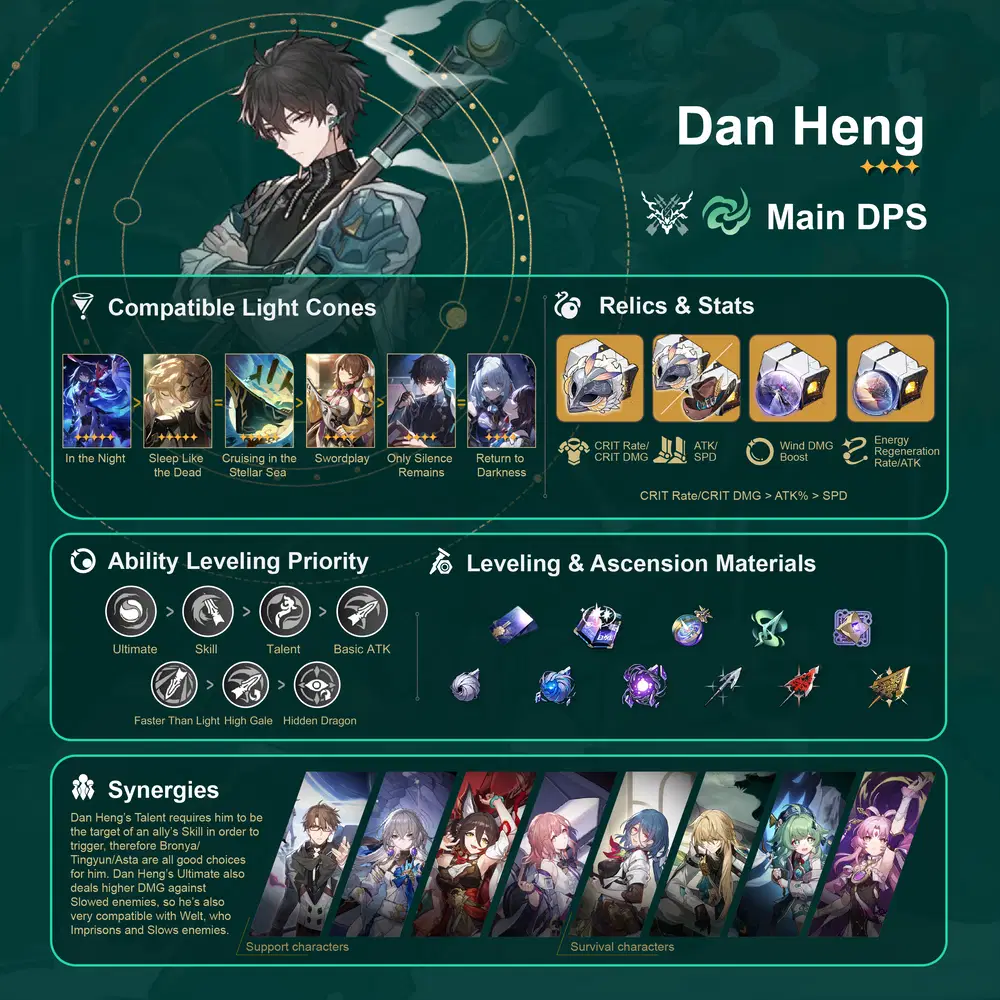 Dan Heng
Main DPS
Compatible Light Cones
>
=
>
>
=
In the Night
Sleep Like
the Dead
Cruising in the
Stellar Sea
Swordplay
Only Silence
Remains
Return to
Darkness
Relics & Stats
CRIT Rate/
CRIT DMG
ATK/
SPD
Wind DMG
Boost
Energy
Regeneration
Rate/ATK
CRIT Rate/CRIT DMG > ATK% > SPD
Ability Leveling Priority
> > >
Ultimate
Skill
Talent
Basic ATK
> >
Faster Than Light
High Gale
Hidden Dragon
Leveling & Ascension Materials
Synergies
Dan Heng's Talent requires him to be
the target of an ally's Skill in order to
trigger, therefore Bronya/
Tingyun/Asta are all good choices
for him. Dan Heng's Ultimate also
deals higher DMG against
Slowed enemies, so he's also
very compatible with Welt, who
Imprisons and Slows enemies.
Support characters
Survival characters